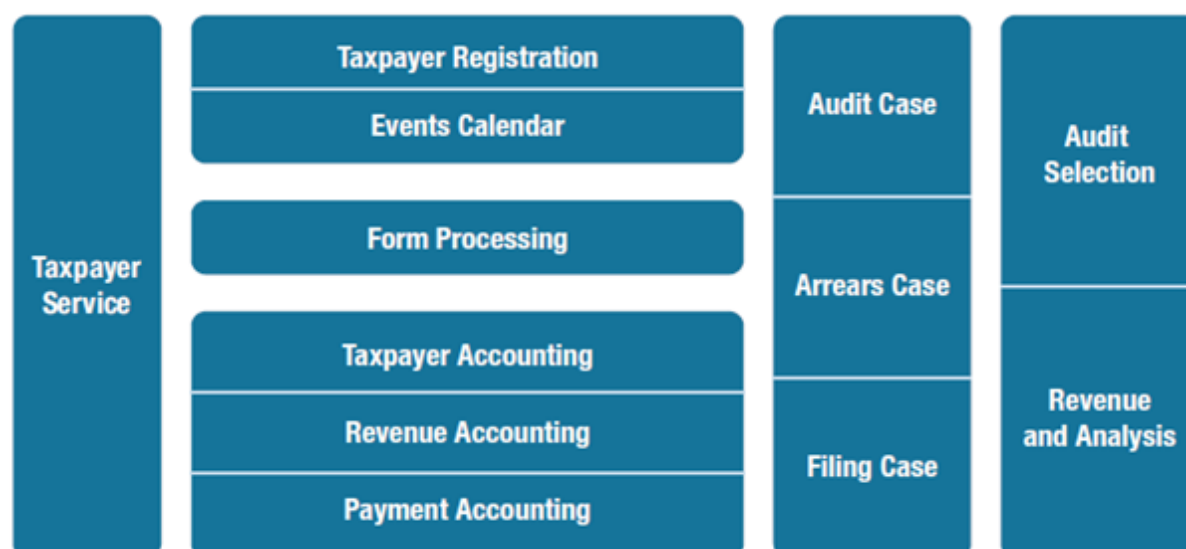 Taxpayer
Service
Taxpayer Registration
Events Calendar
Form Processing
Taxpayer Accounting
Revenue Accounting
Payment Accounting
Audit Case
Arrears Case
Filing Case
Audit
Selection
Revenue
and Analysis